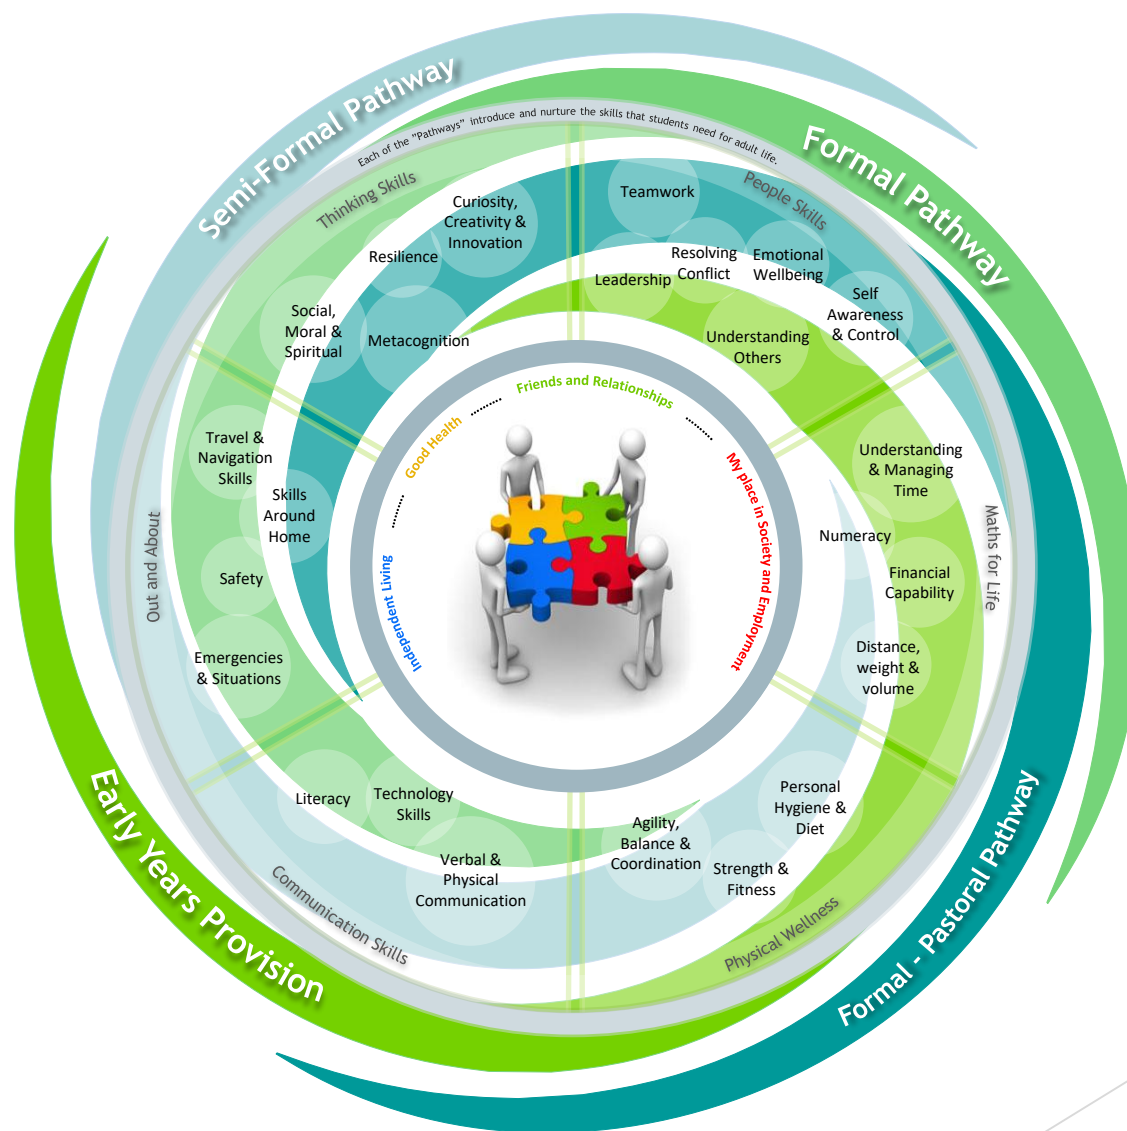 Semi-Formal Pathway
Formal Pathway
Formal - Pastoral Pathway
Early Years Provision
Each of the "Pathways" introduce and nurture the skills that students need for adult life.
Thinking Skills
Curiosity,
Creativity &
Innovation
Resilience
Social,
Moral &
Spiritual
Metacognition
People Skills
Teamwork
Resolving
Conflict
Emotional
Wellbeing
Leadership
Self
Awareness
& Control
Understanding
Others
Maths for Life
Understanding
& Managing
Time
Numeracy
Financial
Capability
Distance,
weight &
volume
Physical Wellness
Personal
Hygiene &
Diet
Agility,
Balance &
Coordination
Strength &
Fitness
Communication Skills
Literacy
Technology
Skills
Verbal &
Physical
Communication
Out and About
Travel &
Navigation
Skills
Skills
Around
Home
Safety
Emergencies
& Situations
Independent Living
Good Health
Friends and Relationships
My place in Society and Employment